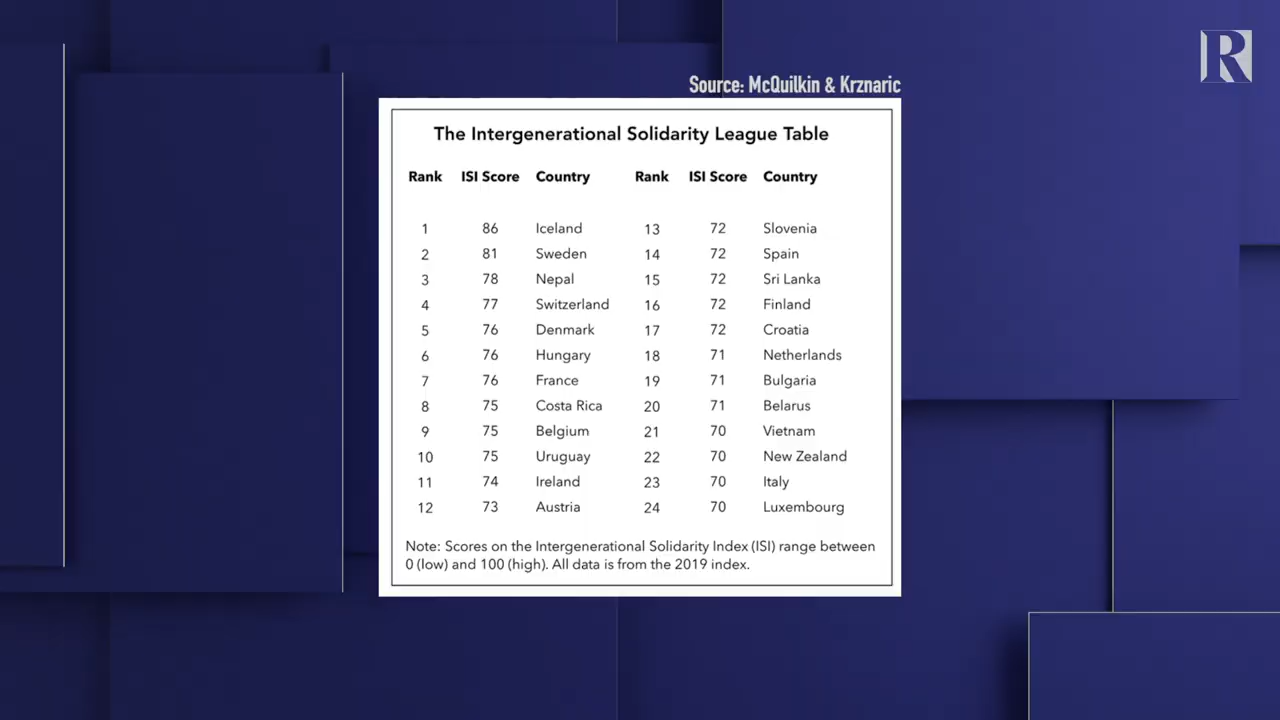 R
Source: McQuilkin & Krznaric
The Intergenerational Solidarity League Table
Rank ISI Score Country Rank ISI Score Country
1 86 Iceland 13 72 Slovenia
2 81 Sweden 14 72 Spain
3 78 Nepal 15 72 Sri Lanka
4 77 Switzerland 16 72 Finland
5 76 Denmark 17 72 Croatia
6 76 Hungary 18 71 Netherlands
7 76 France 19 71 Bulgaria
8 75 Costa Rica 20 71 Belarus
9 75 Belgium 21 70 Vietnam
10 75 Uruguay 22 70 New Zealand
11 74 Ireland 23 70 Italy
12 73 Austria 24 70 Luxembourg
Note: Scores on the Intergenerational Solidarity Index (ISI) range between
0 (low) and 100 (high). All data is from the 2019 index.